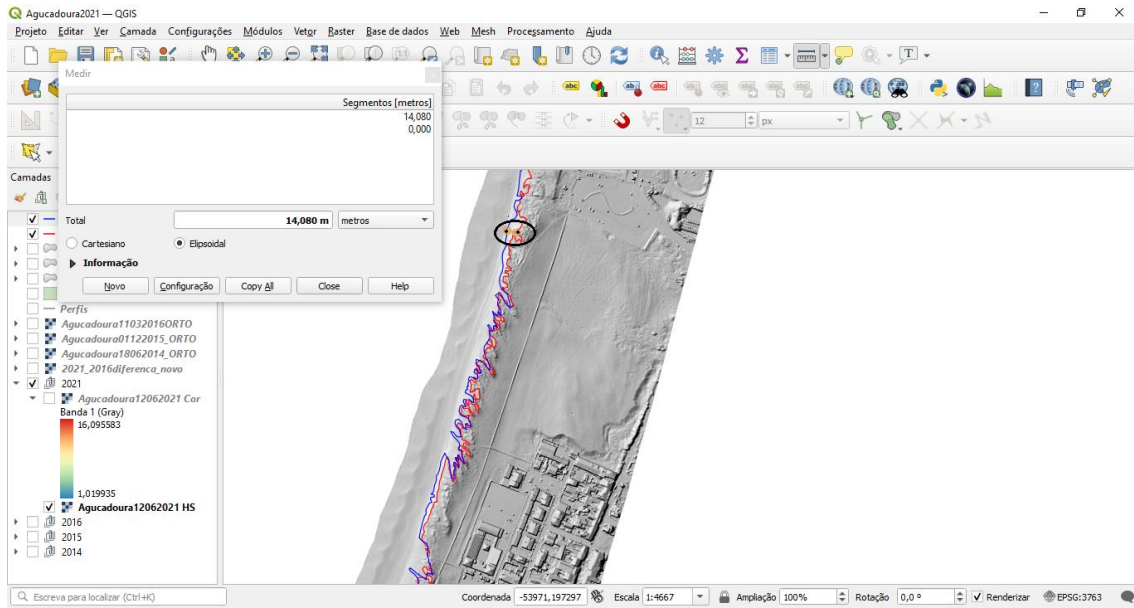 Agucadoura2021 — QGIS
Projeto Editar Ver Camada Configurações Módulos Vetor Raster Base de dados Web Mesh Processamento Ajuda
Medir
Segmentos [metros]
14,080
0,000
12 px
Camadas
Total 14,080 m metros
Cartesiano Elipsoidal
Informação
Novo Configuração Copy All Close Help
Perfis
Agucadoura11032016ORTO
Agucadoura01122015_ORTO
Agucadoura18062014_ORTO
2021_2016diferenca_novo
2021
Agucadoura12062021 Cor
Banda 1 (Gray)
16,095583
1,019935
Agucadoura12062021 HS
2016
2015
2014
Escreva para localizar (Ctrl+K) Coordenada -53971,197297 Escala 1:4667 Ampliação 100% Rotação 0,0 ° Renderizar EPSG:3763